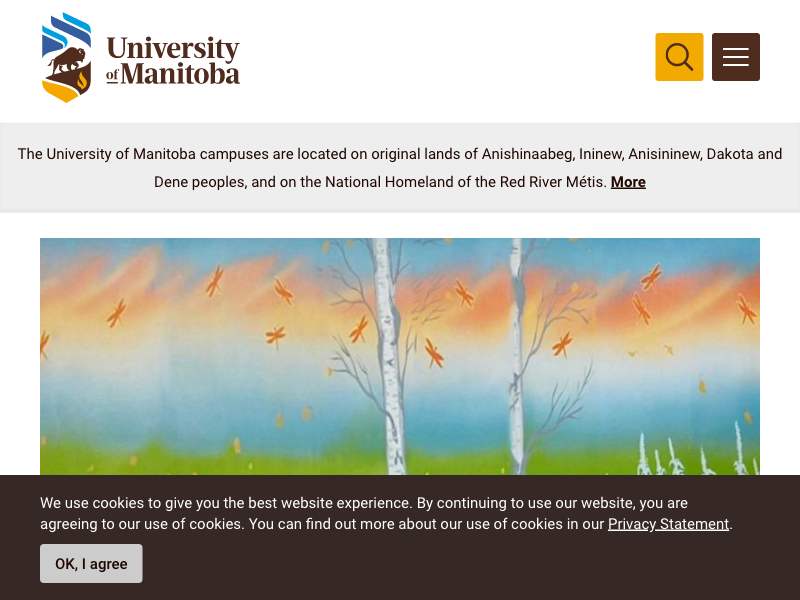 University
of Manitoba
The University of Manitoba campuses are located on original lands of Anishinaabeg, Ininew, Anisininew, Dakota and
Dene peoples, and on the National Homeland of the Red River Métis. More
We use cookies to give you the best website experience. By continuing to use our website, you are
agreeing to our use of cookies. You can find out more about our use of cookies in our Privacy Statement.
OK, I agree